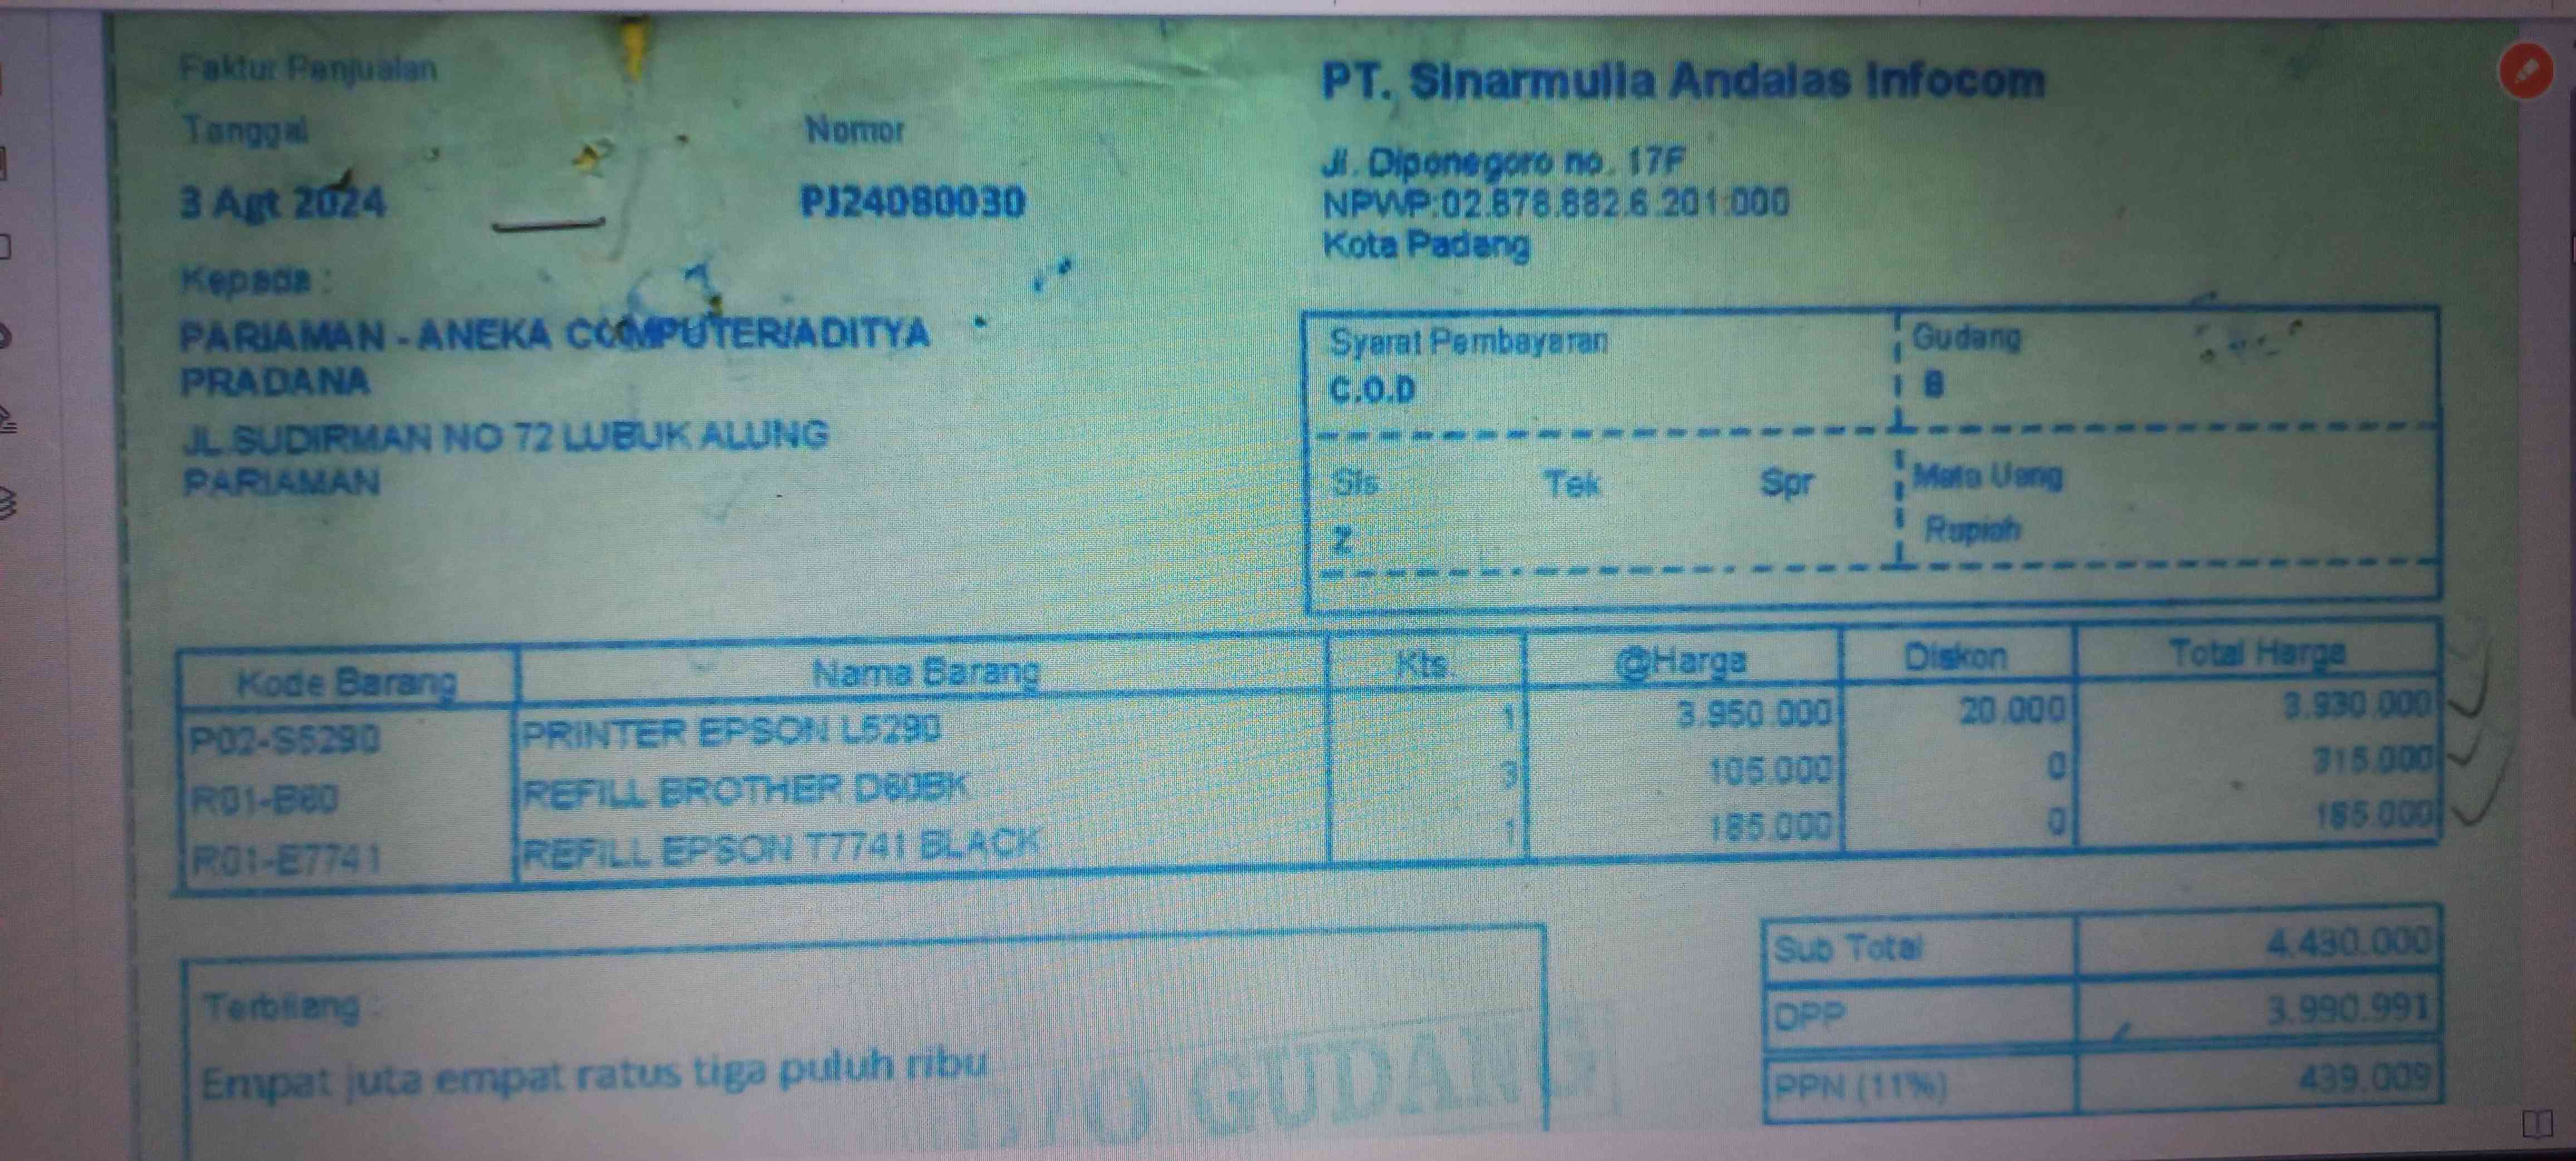 Faktur Penjualan
Tanggal
Nomor
3 Agt 2024
PJ24080030
Kepada :
PARIAMAN - ANEKA COMPUTER/ADITYA
PRADANA
JL.SUDIRMAN NO 72 LUBUK ALUNG
PARIAMAN
PT. Sinarmulia Andalas Infocom
Jl. Diponegoro no. 17F
NPWP:02.878.882.6.201.000
Kota Padang
Syarat Pembayaran
C.O.D
Gudang
B
Sls Tek Spr
Z
Mata Uang
Rupiah
Kode Barang Nama Barang Kts. @Harga Diskon Total Harga
P02-S5290 PRINTER EPSON L5290 1 3.950.000 20.000 3.930.000
R01-B60 REFILL BROTHER D60BK 3 105.000 0 315.000
R01-E7741 REFILL EPSON T7741 BLACK 1 185.000 0 185.000
Terbilang :
Empat juta empat ratus tiga puluh ribu
GUDANG
Sub Total 4.430.000
DPP 3.990.991
PPN (11%) 439.009